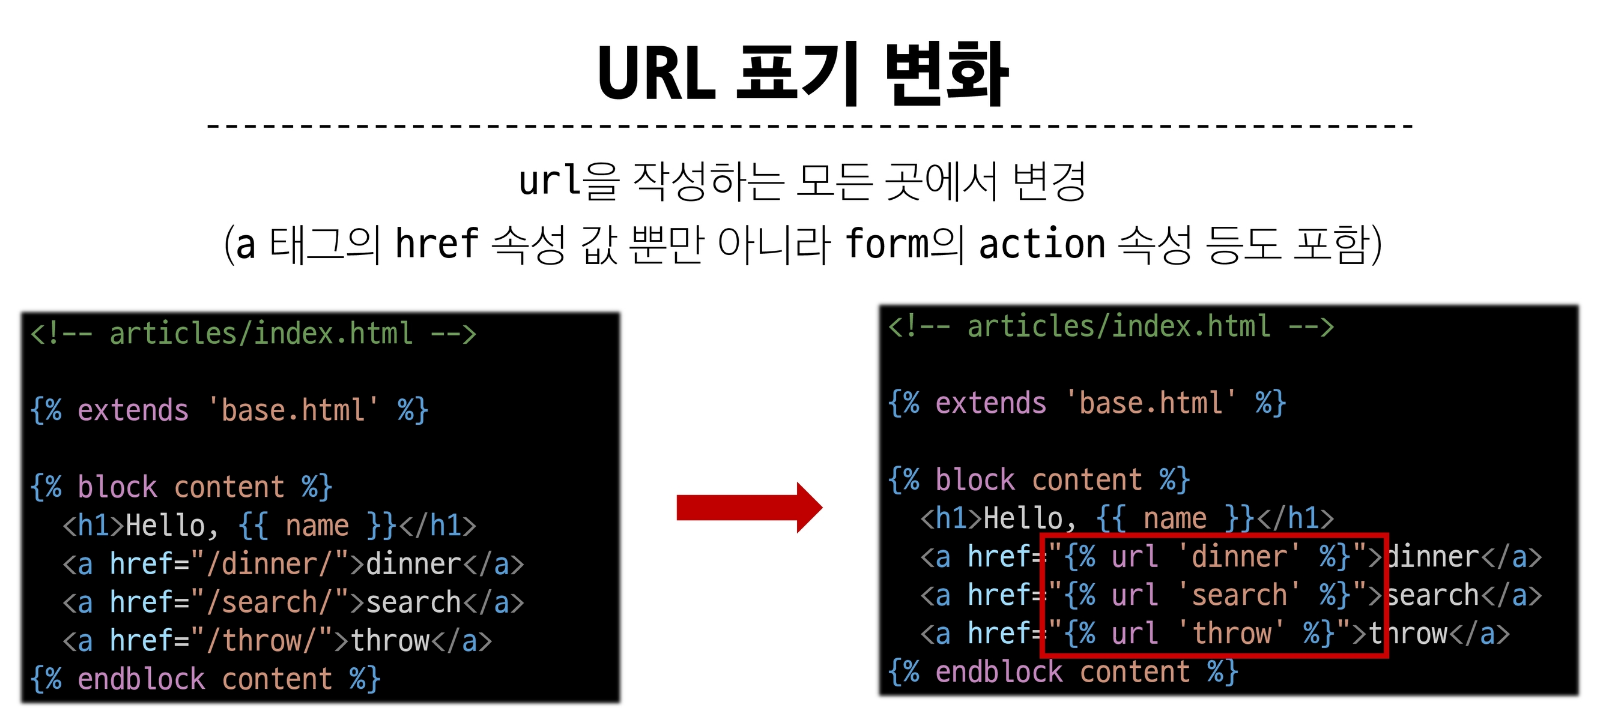 URL 표기 변화
url을 작성하는 모든 곳에서 변경
(a 태그의 href 속성 값 뿐만 아니라 form의 action 속성 등도 포함)
<!-- articles/index.html -->
{% extends 'base.html' %}
{% block content %}
  <h1>Hello, {{ name }}</h1>
  <a href="/dinner/">dinner</a>
  <a href="/search/">search</a>
  <a href="/throw/">throw</a>
{% endblock content %}
<!-- articles/index.html -->
{% extends 'base.html' %}
{% block content %}
  <h1>Hello, {{ name }}</h1>
  <a href="{% url 'dinner' %}">dinner</a>
  <a href="{% url 'search' %}">search</a>
  <a href="{% url 'throw' %}">throw</a>
{% endblock content %}